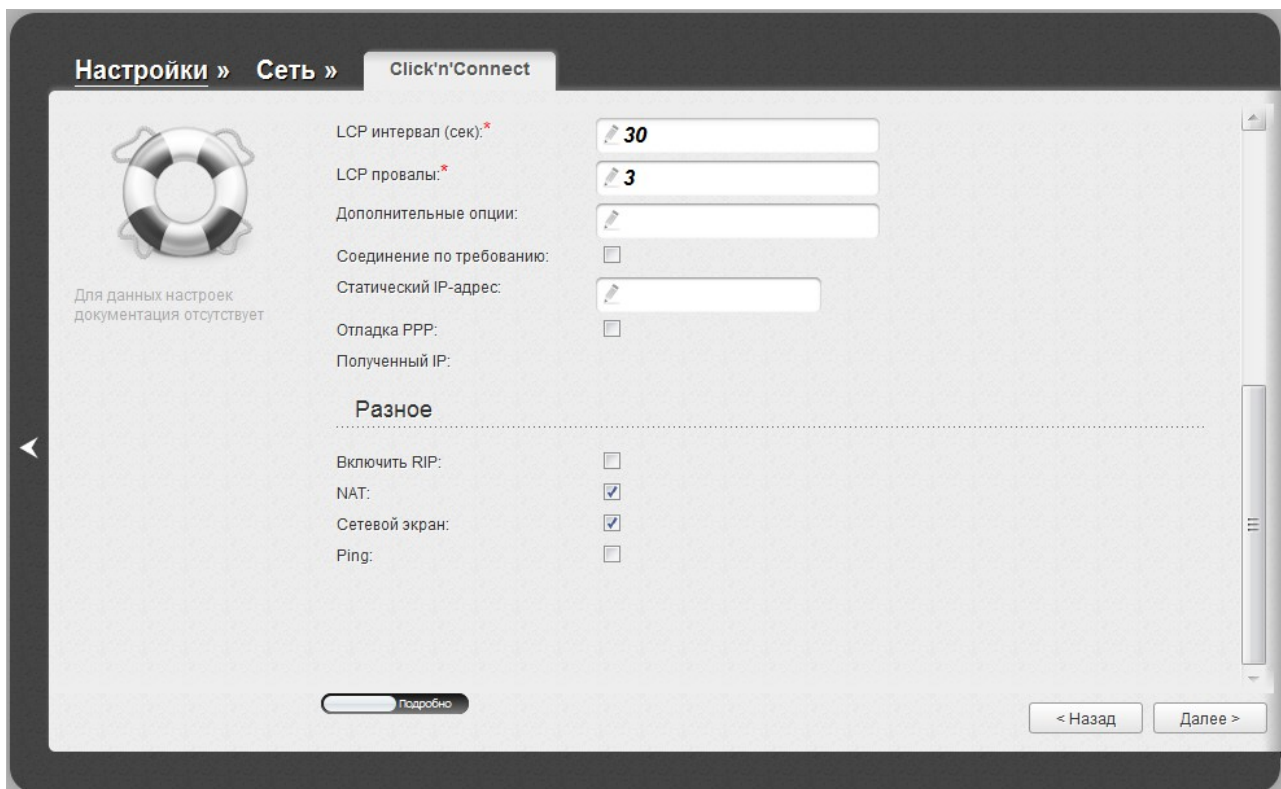 Настройки » Сеть » Click'n'Connect
LCP интервал (сек):* 30
LCP провалы:* 3
Дополнительные опции:
Соединение по требованию:
Статический IP-адрес:
Отладка PPP:
Полученный IP:
Для данных настроек
документация отсутствует
Разное
Включить RIP:
NAT:
Сетевой экран:
Ping:
Подробно
< Назад Далее >